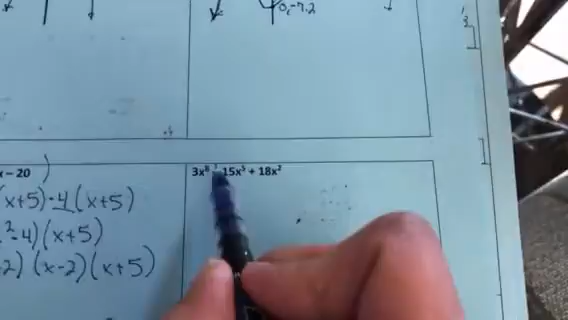 0,-7.2
x - 20 )
(x+5)-4(x+5)
²-4)(x+5)
2)(x-2)(x+5)
3x⁸ 15x⁵ + 18x²